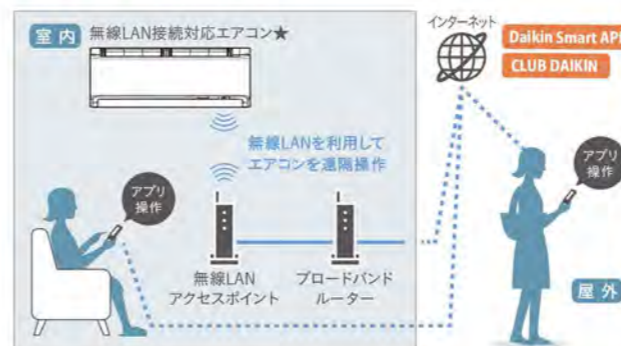 室内 無線LAN接続対応エアコン★
インターネット
Daikin Smart APP
CLUB DAIKIN
無線LANを利用して
エアコンを遠隔操作
アプリ
操作
アプリ
操作
無線LAN
アクセスポイント
ブロードバンド
ルーター
屋外